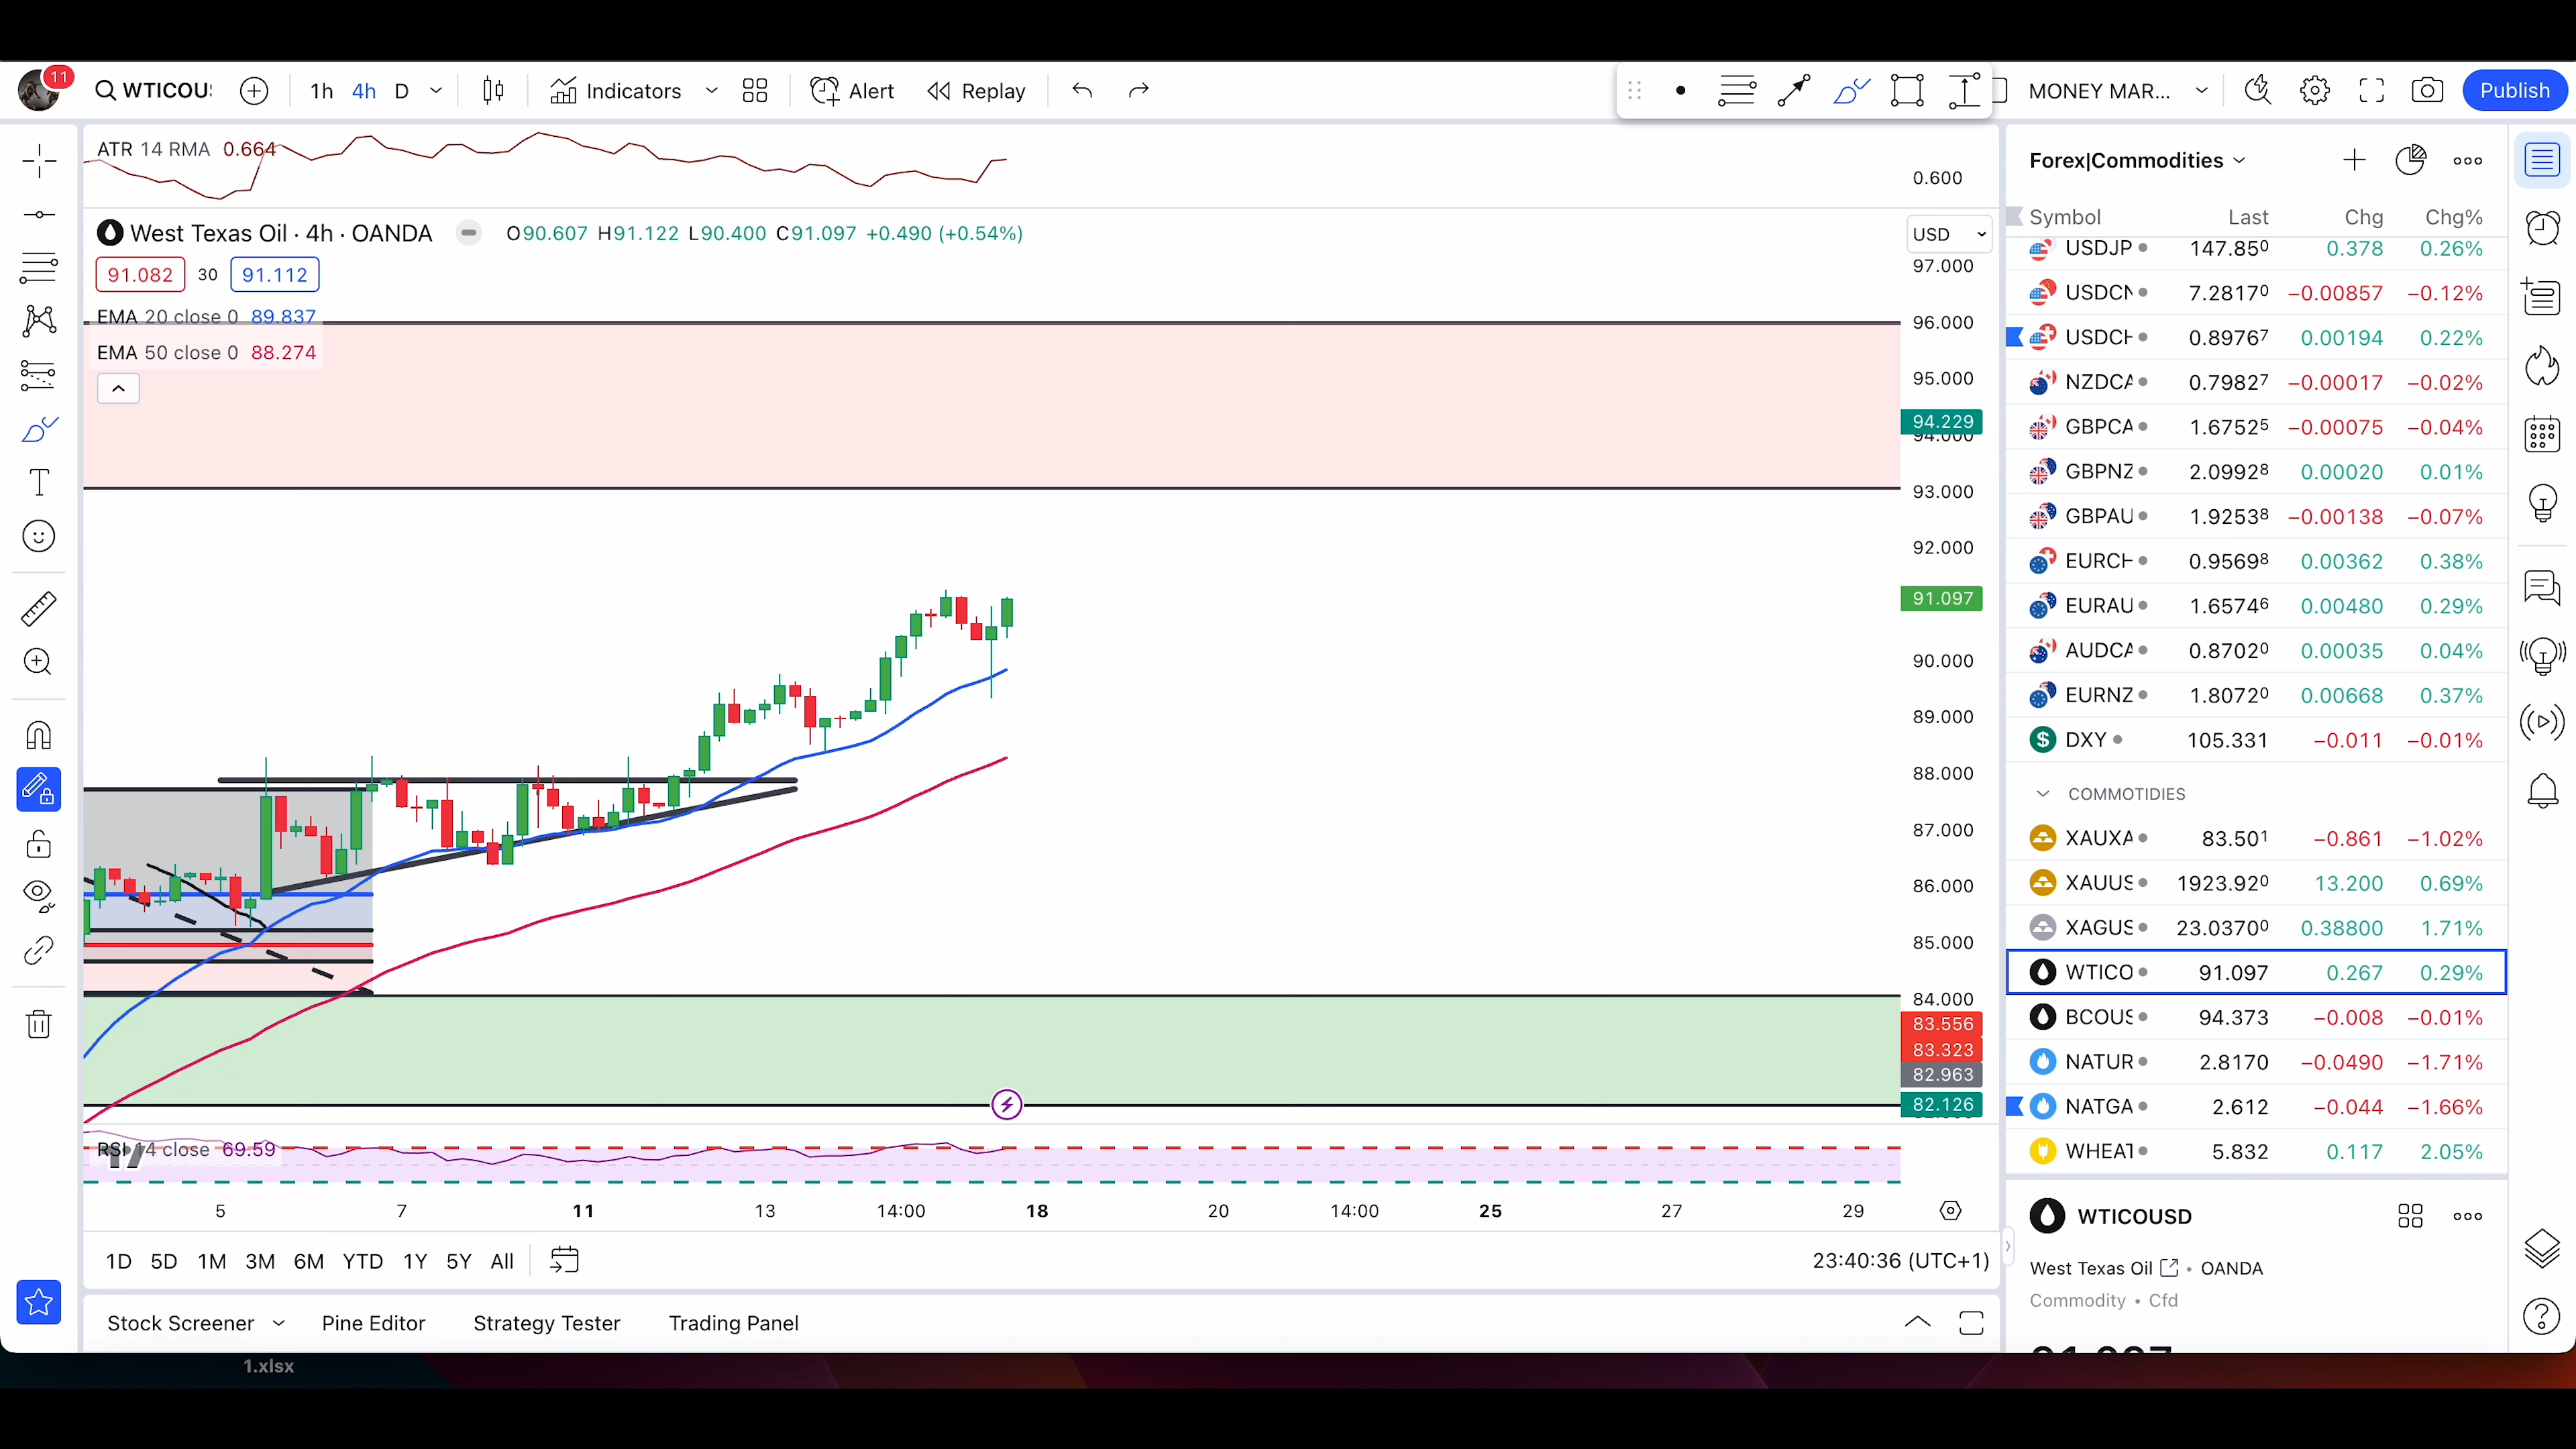 11
WTICOU
1h 4h D
Indicators
Alert
Replay
MONEY MAR...
Publish
ATR 14 RMA 0.664
0.600
West Texas Oil · 4h · OANDA
O90.607 H91.122 L90.400 C91.097 +0.490 (+0.54%)
USD
91.082 30 91.112
EMA 20 close 0 89.837
EMA 50 close 0 88.274
97.000
96.000
95.000
94.229
94.000
93.000
92.000
91.097
90.000
89.000
88.000
87.000
86.000
85.000
84.000
83.556
83.323
82.963
82.126
RSI 14 close 69.59
5 7 11 13 14:00 18 20 14:00 25 27 29
1D 5D 1M 3M 6M YTD 1Y 5Y All
23:40:36 (UTC+1)
Stock Screener Pine Editor Strategy Tester Trading Panel
1.xlsx
Forex|Commodities
Symbol Last Chg Chg%
USDJP 147.850 0.378 0.26%
USDCN 7.28170 −0.00857 −0.12%
USDCH 0.89767 0.00194 0.22%
NZDCA 0.79827 −0.00017 −0.02%
GBPCA 1.67525 −0.00075 −0.04%
GBPNZ 2.09928 0.00020 0.01%
GBPAU 1.92538 −0.00138 −0.07%
EURCH 0.95698 0.00362 0.38%
EURAU 1.65746 0.00480 0.29%
AUDCA 0.87020 0.00035 0.04%
EURNZ 1.80720 0.00668 0.37%
DXY 105.331 −0.011 −0.01%
COMMOTIDIES
XAUXA 83.501 −0.861 −1.02%
XAUUS 1923.920 13.200 0.69%
XAGUS 23.03700 0.38800 1.71%
WTICO 91.097 0.267 0.29%
BCOUS 94.373 −0.008 −0.01%
NATUR 2.8170 −0.0490 −1.71%
NATGA 2.612 −0.044 −1.66%
WHEAT 5.832 0.117 2.05%
WTICOUSD
West Texas Oil • OANDA
Commodity • Cfd